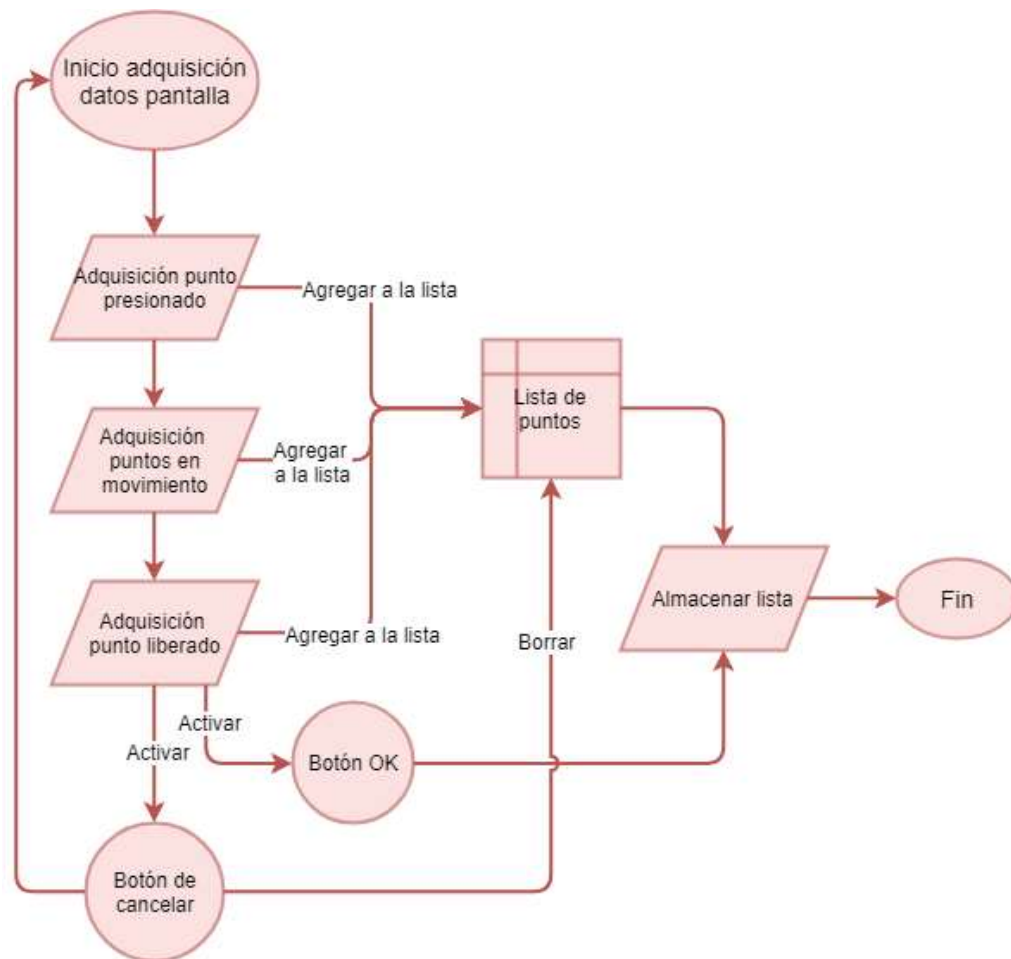 Inicio adquisición
datos pantalla
Adquisición punto
presionado
Agregar a la lista
Adquisición
puntos en
movimiento
Agregar
a la lista
Lista de
puntos
Adquisición
punto liberado
Agregar a la lista
Borrar
Almacenar lista
Fin
Activar
Activar
Botón OK
Botón de
cancelar